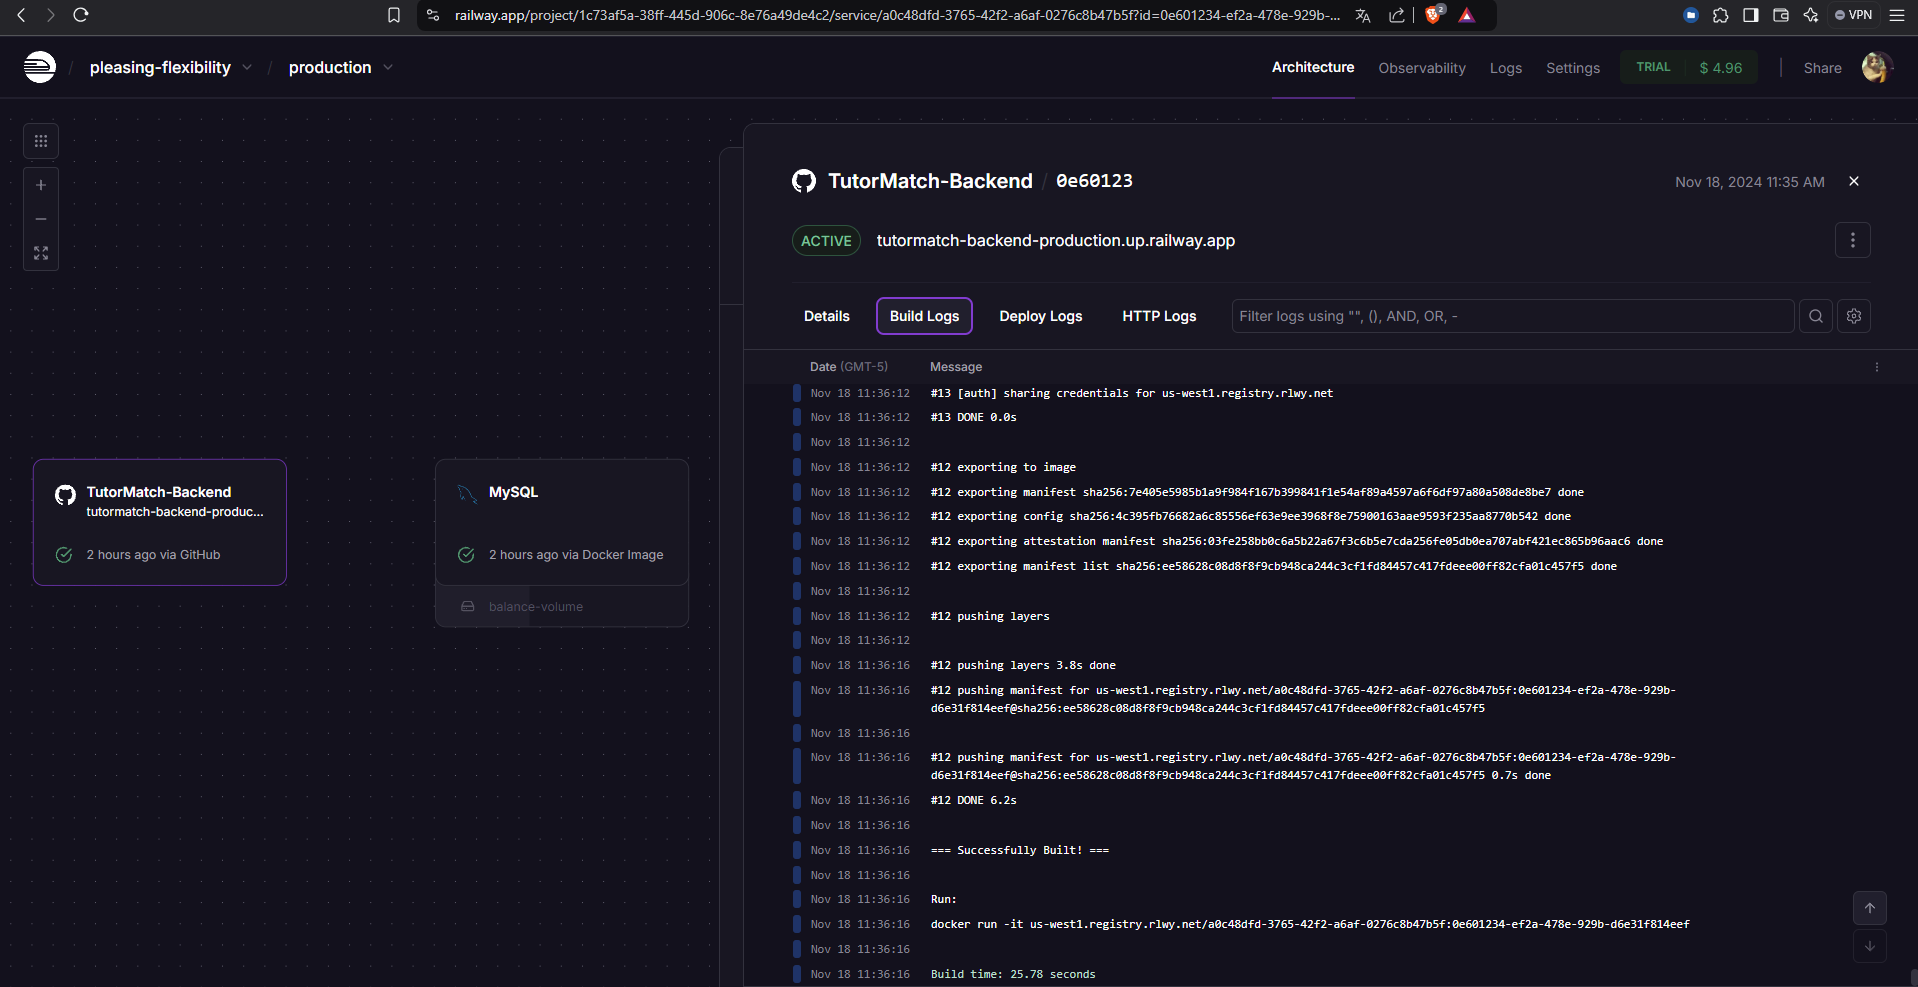 railway.app/project/1c73af5a-38ff-445d-906c-8e76a49de4c2/service/a0c48dfd-3765-42f2-a6af-0276c8b47b5f?id=0e601234-ef2a-478e-929b-...
2
VPN
/ pleasing-flexibility / production
Architecture Observability Logs Settings TRIAL $ 4.96 Share
TutorMatch-Backend / 0e60123
Nov 18, 2024 11:35 AM
ACTIVE tutormatch-backend-production.up.railway.app
Details Build Logs Deploy Logs HTTP Logs Filter logs using "", (), AND, OR, -
Date (GMT-5) Message
Nov 18 11:36:12 #13 [auth] sharing credentials for us-west1.registry.rlwy.net
Nov 18 11:36:12 #13 DONE 0.0s
Nov 18 11:36:12
Nov 18 11:36:12 #12 exporting to image
Nov 18 11:36:12 #12 exporting manifest sha256:7e405e5985b1a9f984f167b399841f1e54af89a4597a6f6df97a80a508de8be7 done
Nov 18 11:36:12 #12 exporting config sha256:4c395fb76682a6c85556ef63e9ee3968f8e75900163aae9593f235aa8770b542 done
Nov 18 11:36:12 #12 exporting attestation manifest sha256:03fe258bb0c6a5b22a67f3c6b5e7cda256fe05db0ea707abf421ec865b96aac6 done
Nov 18 11:36:12 #12 exporting manifest list sha256:ee58628c08d8f8f9cb948ca244c3cf1fd84457c417fdeee00ff82cfa01c457f5 done
Nov 18 11:36:12
Nov 18 11:36:12 #12 pushing layers
Nov 18 11:36:12
Nov 18 11:36:16 #12 pushing layers 3.8s done
Nov 18 11:36:16 #12 pushing manifest for us-west1.registry.rlwy.net/a0c48dfd-3765-42f2-a6af-0276c8b47b5f:0e601234-ef2a-478e-929b-
d6e31f814eef@sha256:ee58628c08d8f8f9cb948ca244c3cf1fd84457c417fdeee00ff82cfa01c457f5
Nov 18 11:36:16
Nov 18 11:36:16 #12 pushing manifest for us-west1.registry.rlwy.net/a0c48dfd-3765-42f2-a6af-0276c8b47b5f:0e601234-ef2a-478e-929b-
d6e31f814eef@sha256:ee58628c08d8f8f9cb948ca244c3cf1fd84457c417fdeee00ff82cfa01c457f5 0.7s done
Nov 18 11:36:16 #12 DONE 6.2s
Nov 18 11:36:16
Nov 18 11:36:16 === Successfully Built! ===
Nov 18 11:36:16
Nov 18 11:36:16 Run:
Nov 18 11:36:16 docker run -it us-west1.registry.rlwy.net/a0c48dfd-3765-42f2-a6af-0276c8b47b5f:0e601234-ef2a-478e-929b-d6e31f814eef
Nov 18 11:36:16
Nov 18 11:36:16 Build time: 25.78 seconds
TutorMatch-Backend
tutormatch-backend-produc...
2 hours ago via GitHub
MySQL
2 hours ago via Docker Image
balance-volume